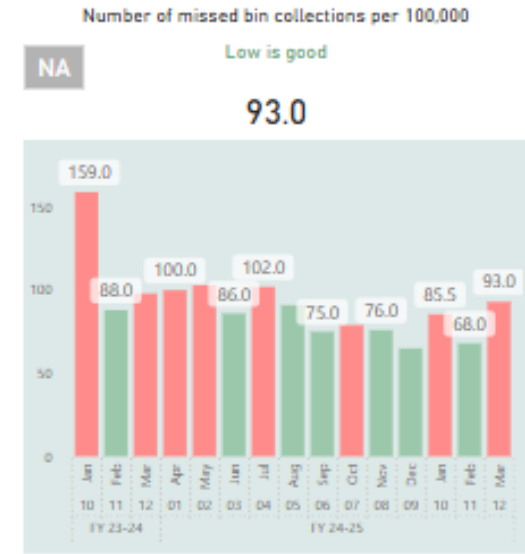 Number of missed bin collections per 100,000
NA
Low is good
93.0
159.0
150
100.0
102.0
100
88.0
86.0
75.0
76.0
85.5
68.0
93.0
50
0
Jan Feb Mar Apr May Jun Jul Aug Sep Oct Nov Dec Jan Feb Mar
10 11 12 01 02 03 04 05 06 07 08 09 10 11 12
FY 23-24 FY 24-25